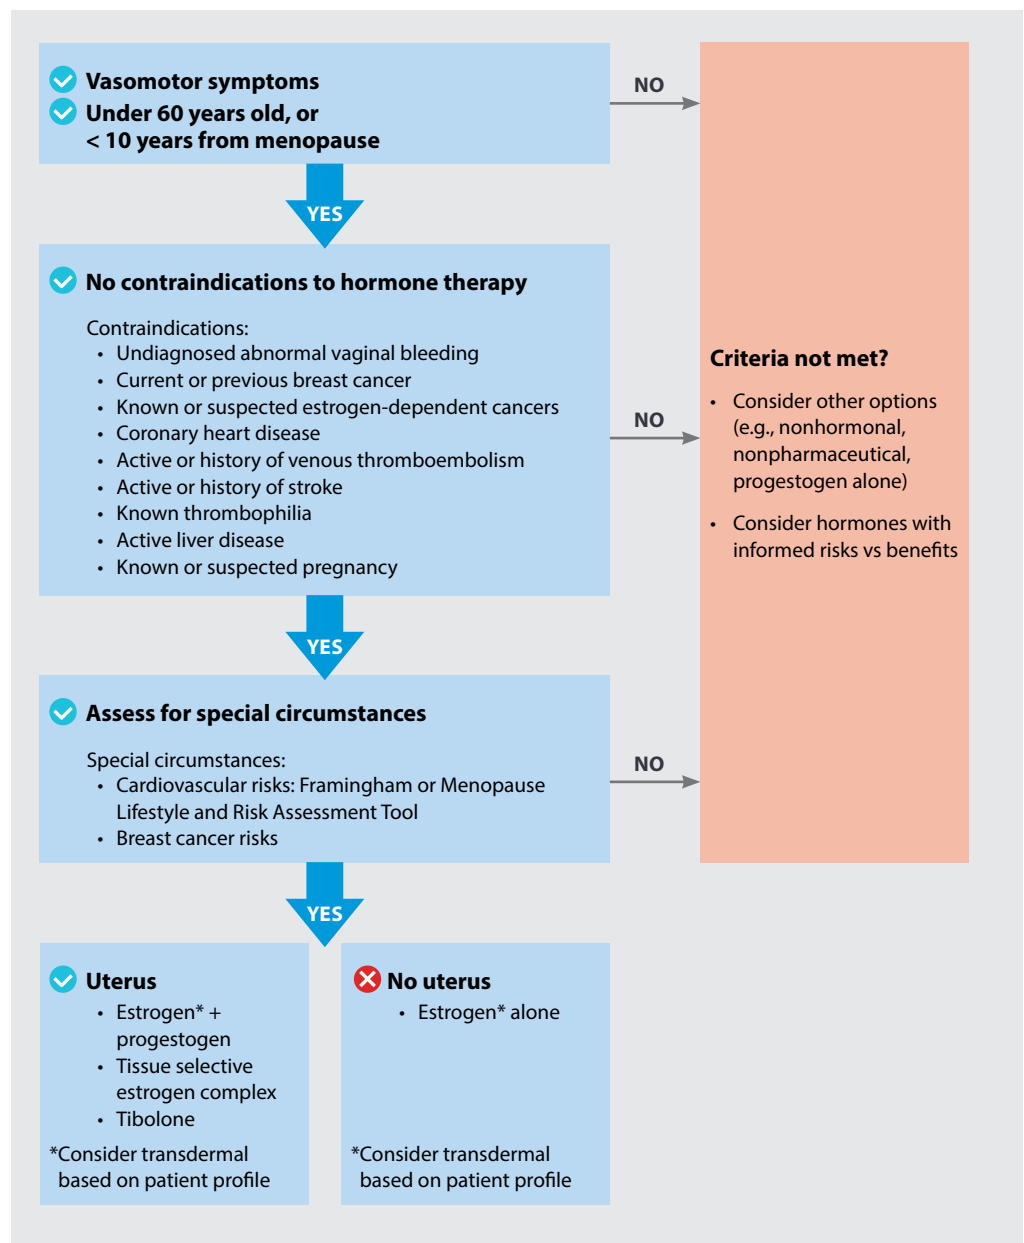 Vasomotor symptoms
Under 60 years old, or
< 10 years from menopause
NO
YES
No contraindications to hormone therapy
Contraindications:
• Undiagnosed abnormal vaginal bleeding
• Current or previous breast cancer
• Known or suspected estrogen-dependent cancers
• Coronary heart disease
• Active or history of venous thromboembolism
• Active or history of stroke
• Known thrombophilia
• Active liver disease
• Known or suspected pregnancy
NO
YES
Assess for special circumstances
Special circumstances:
• Cardiovascular risks: Framingham or Menopause
Lifestyle and Risk Assessment Tool
• Breast cancer risks
NO
YES
Criteria not met?
• Consider other options
(e.g., nonhormonal,
nonpharmaceutical,
progestogen alone)
• Consider hormones with
informed risks vs benefits
Uterus
• Estrogen* +
progestogen
• Tissue selective
estrogen complex
• Tibolone
*Consider transdermal
based on patient profile
No uterus
• Estrogen* alone
*Consider transdermal
based on patient profile